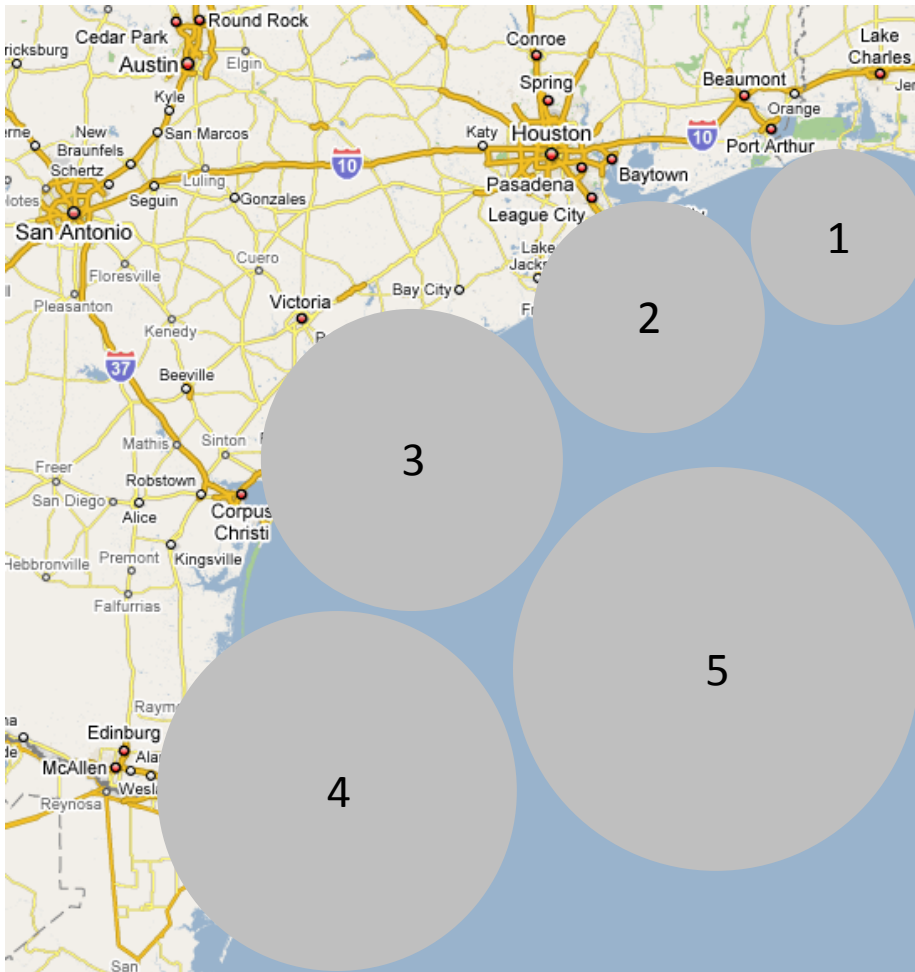 Round Rock
Cedar Park
Austin
Elgin
Conroe
Lake
Charles
Spring
Beaumont
Kyle
Orange
San Marcos
Houston
Katy
10
Port Arthur
New
Braunfels
10
Schertz
Luling
Pasadena
Baytown
Seguin
Gonzales
League City
San Antonio
1
Lake
Cuero
Floresville
Bay City
2
Pleasanton
Victoria
Kenedy
37
Beeville
Mathis
Sinton
3
Freer
Robstown
San Diego
Alice
Corpus
Christi
Premont
Kingsville
Hebbronville
Falfurrias
5
Edinburg
McAllen
4
Reynosa
San